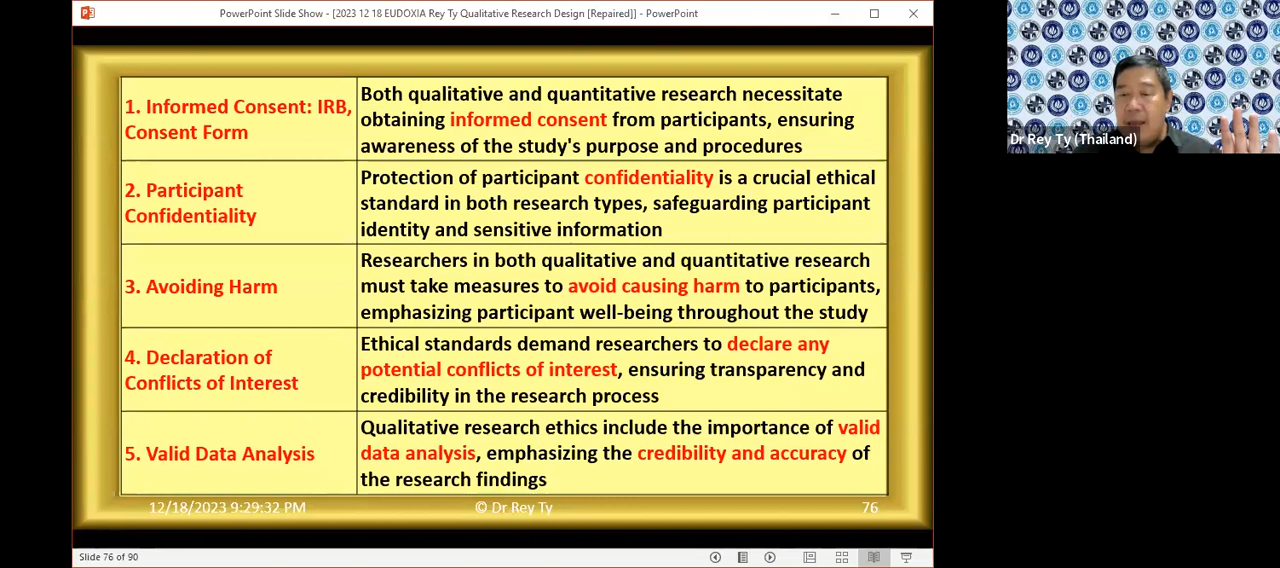 PowerPoint Slide Show - [2023 12 18 EUDOXIA Rey Ty Qualitative Research Design [Repaired]] - PowerPoint
1. Informed Consent: IRB,
Consent Form
Both qualitative and quantitative research necessitate
obtaining informed consent from participants, ensuring
awareness of the study's purpose and procedures
2. Participant
Confidentiality
Protection of participant confidentiality is a crucial ethical
standard in both research types, safeguarding participant
identity and sensitive information
3. Avoiding Harm
Researchers in both qualitative and quantitative research
must take measures to avoid causing harm to participants,
emphasizing participant well-being throughout the study
4. Declaration of
Conflicts of Interest
Ethical standards demand researchers to declare any
potential conflicts of interest, ensuring transparency and
credibility in the research process
5. Valid Data Analysis
Qualitative research ethics include the importance of valid
data analysis, emphasizing the credibility and accuracy of
the research findings
12/18/2023 9:29:32 PM
© Dr Rey Ty
76
Slide 76 of 90
Dr Rey Ty (Thailand)